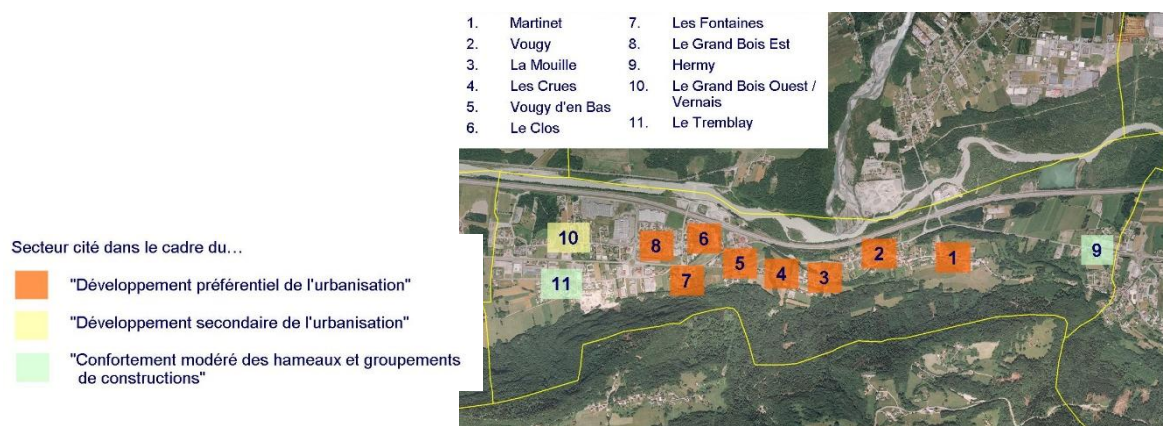 1. Martinet
2. Vougy
3. La Mouille
4. Les Crues
5. Vougy d'en Bas
6. Le Clos
7. Les Fontaines
8. Le Grand Bois Est
9. Hermy
10. Le Grand Bois Ouest /
Vernais
11. Le Tremblay
Secteur cité dans le cadre du...
"Développement préférentiel de l'urbanisation"
"Développement secondaire de l'urbanisation"
"Confortement modéré des hameaux et groupements
de constructions"
10
8
6
2
1
9
11
7
5
4
3